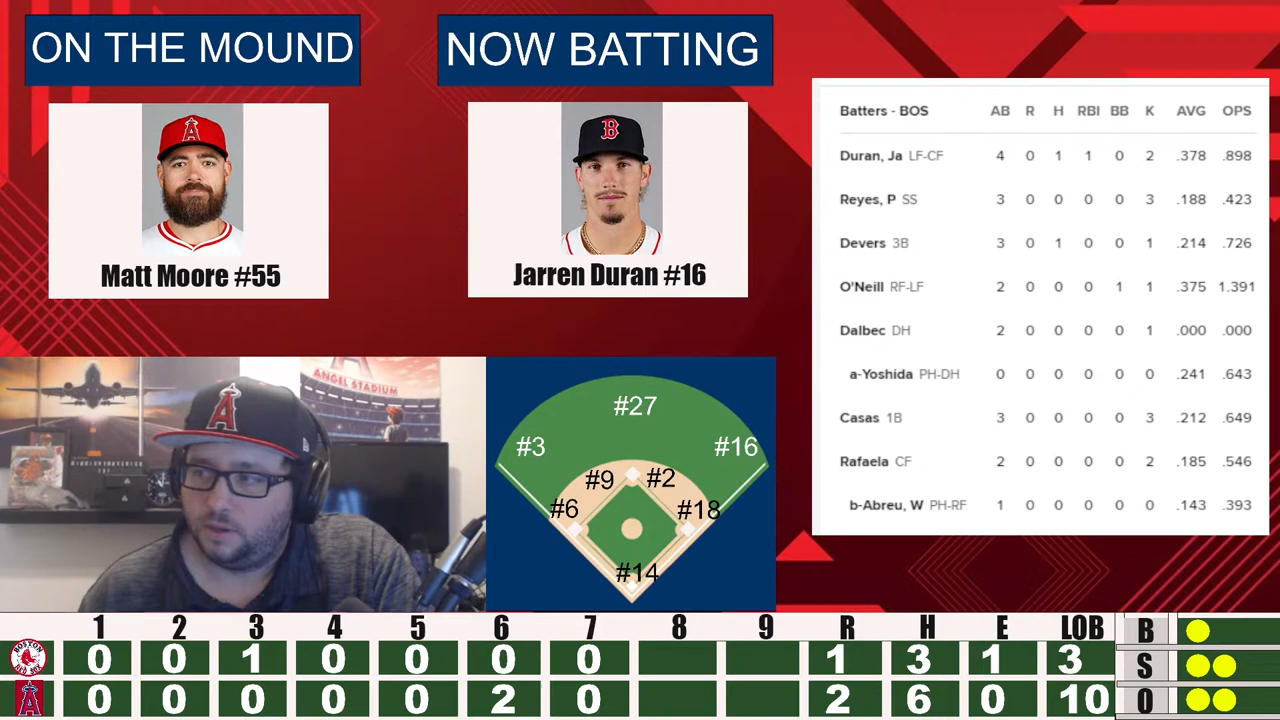 ON THE MOUND
NOW BATTING
Matt Moore #55
Jarren Duran #16
Batters - BOS AB R H RBI BB K AVG OPS
Duran, Ja LF-CF 4 0 1 1 0 2 .378 .898
Reyes, P SS 3 0 0 0 0 3 .188 .423
Devers 3B 3 0 1 0 0 1 .214 .726
O'Neill RF-LF 2 0 0 0 1 1 .375 1.391
Dalbec DH 2 0 0 0 0 1 .000 .000
a-Yoshida PH-DH 0 0 0 0 0 0 .241 .643
Casas 1B 3 0 0 0 0 3 .212 .649
Rafaela CF 2 0 0 0 0 2 .185 .546
b-Abreu, W PH-RF 1 0 0 0 0 0 .143 .393
ANGEL STADIUM
A
#27
#3 #16
#9 #2
#6 #18
#14
1 2 3 4 5 6 7 8 9 R H E LOB B
0 0 1 0 0 0 0 1 3 1 3 S
0 0 0 0 0 2 0 2 6 0 10 O